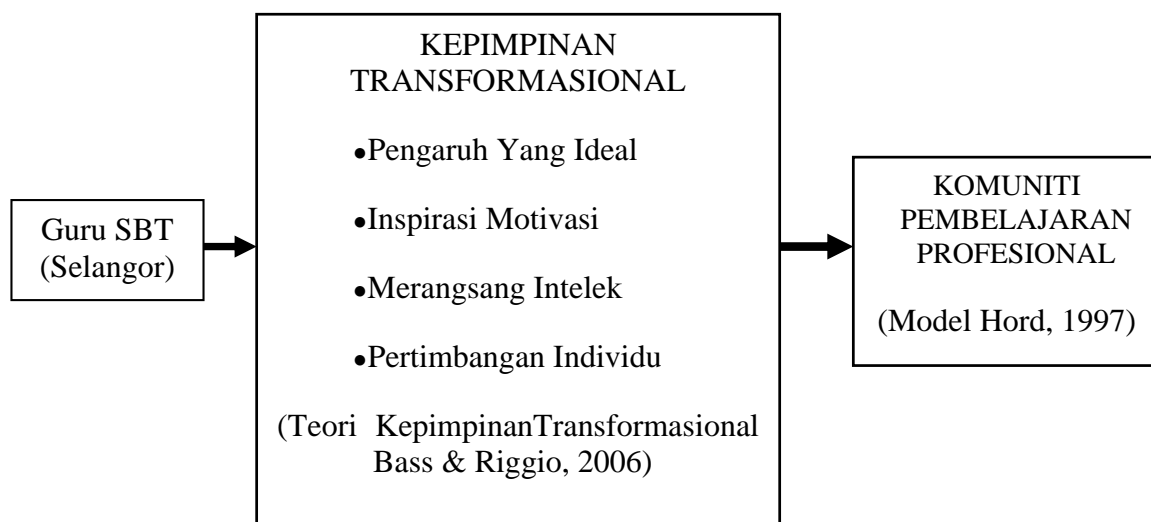 Guru SBT
(Selangor)
KEPIMPINAN
TRANSFORMASIONAL
●Pengaruh Yang Ideal
●Inspirasi Motivasi
●Merangsang Intelek
●Pertimbangan Individu
(Teori KepimpinanTransformasional
Bass & Riggio, 2006)
KOMUNITI
PEMBELAJARAN
PROFESIONAL
(Model Hord, 1997)